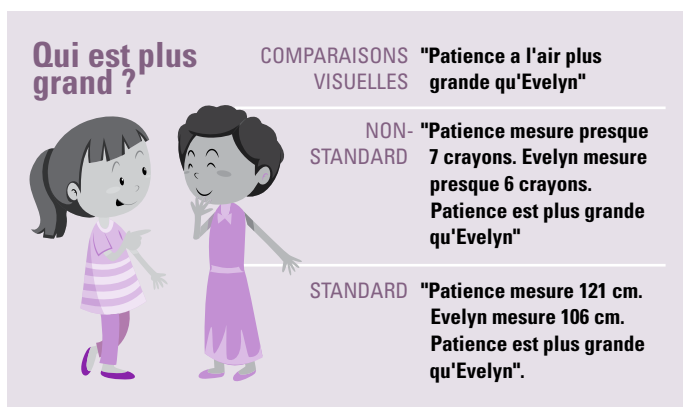 Qui est plus
grand ?
COMPARAISONS
VISUELLES
"Patience a l'air plus
grande qu'Evelyn"
NON-
STANDARD
"Patience mesure presque
7 crayons. Evelyn mesure
presque 6 crayons.
Patience est plus grande
qu'Evelyn"
STANDARD
"Patience mesure 121 cm.
Evelyn mesure 106 cm.
Patience est plus grande
qu'Evelyn".